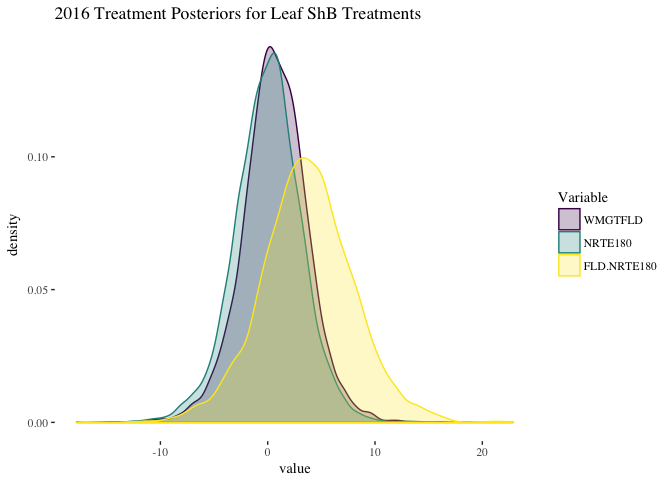 2016 Treatment Posteriors for Leaf ShB Treatments
0.10
0.05
0.00
density
-10
0
10
20
value
Variable
WMGTFLD
NRTE180
FLD.NRTE180